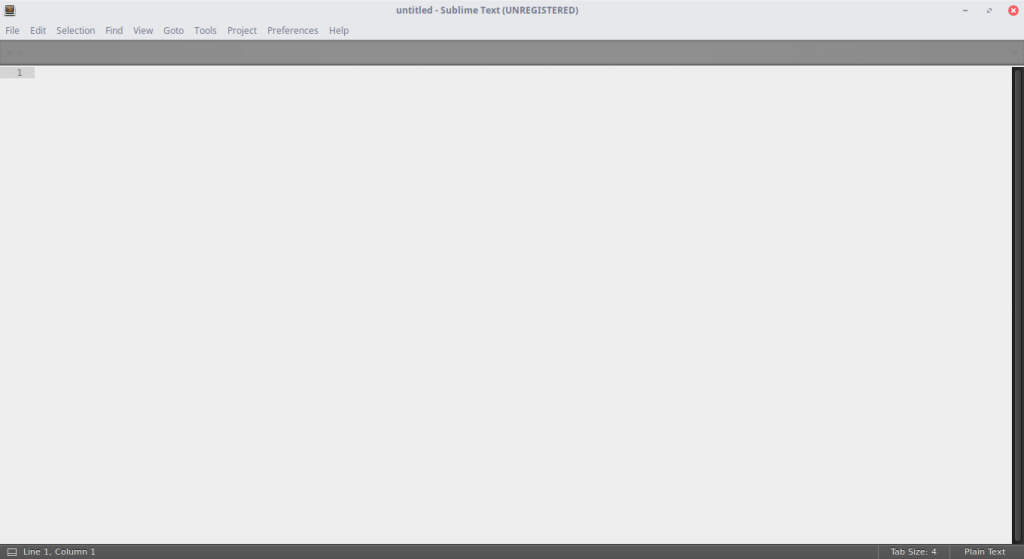 untitled - Sublime Text (UNREGISTERED)
File Edit Selection Find View Goto Tools Project Preferences Help
1
Line 1, Column 1 Tab Size: 4 Plain Text